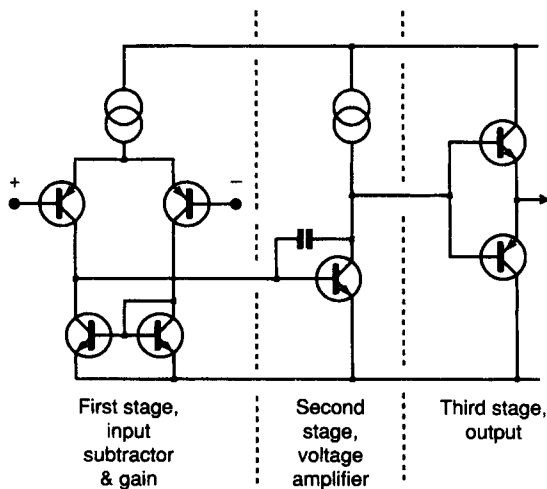 +
−
First stage,
input
subtractor
& gain
Second
stage,
voltage
amplifier
Third stage,
output